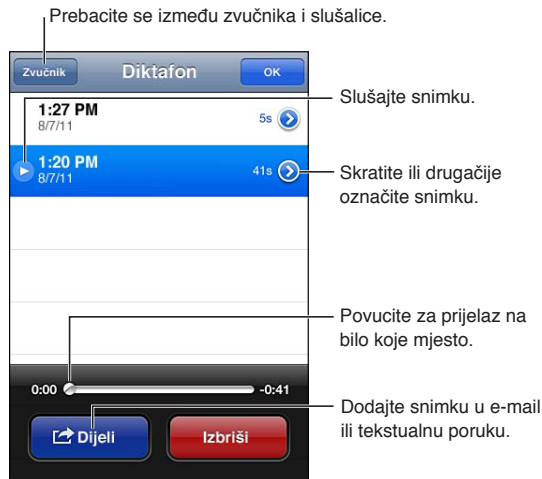 Prebacite se između zvučnika i slušalice.
Zvučnik
Diktafon
OK
1:27 PM
8/7/11
5s
Slušajte snimku.
1:20 PM
8/7/11
41s
Skratite ili drugačije
označite snimku.
Povucite za prijelaz na
bilo koje mjesto.
0:00
-0:41
Dijeli
Izbriši
Dodajte snimku u e-mail
ili tekstualnu poruku.